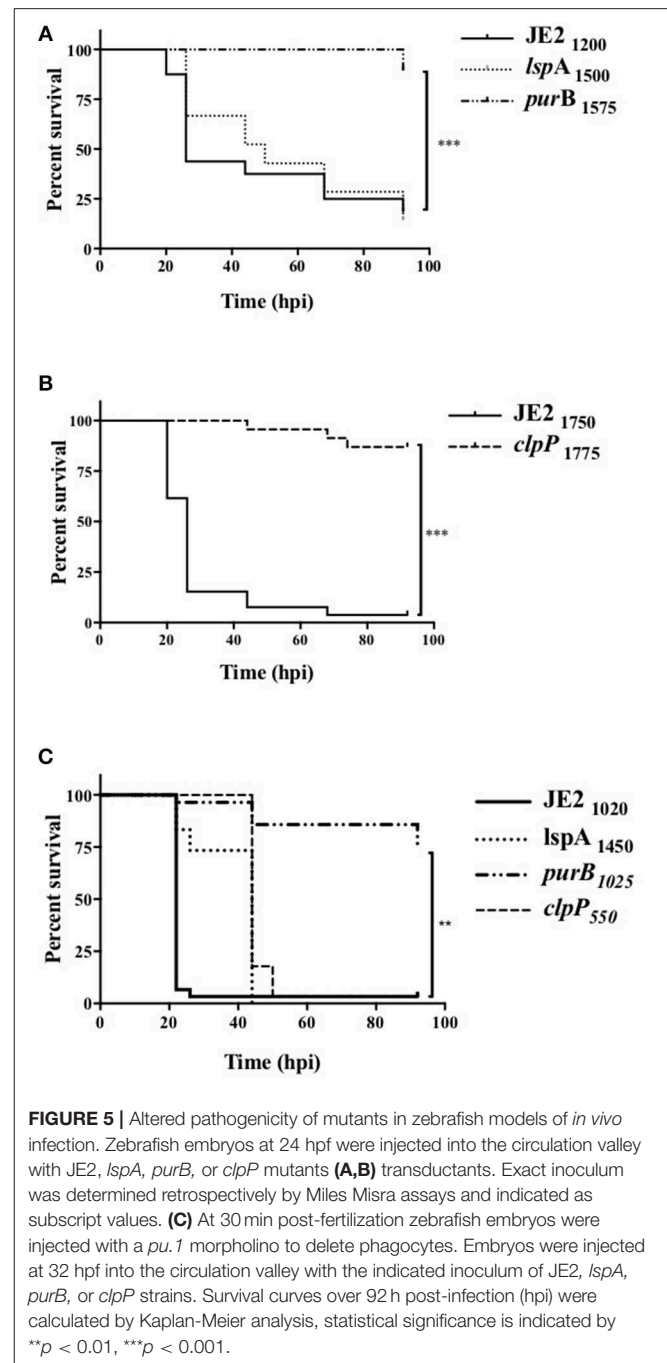 A
Percent survival
100
75
50
25
0
0 20 40 60 80 100
Time (hpi)
***
JE2 1200
lspA 1500
purB 1575
B
Percent survival
100
75
50
25
0
0 20 40 60 80 100
Time (hpi)
***
JE2 1750
clpP 1775
C
Percent survival
100
75
50
25
0
0 20 40 60 80 100
Time (hpi)
**
JE2 1020
lspA 1450
purB 1025
clpP 550
FIGURE 5 | Altered pathogenicity of mutants in zebrafish models of in vivo
infection. Zebrafish embryos at 24 hpf were injected into the circulation valley
with JE2, lspA, purB, or clpP mutants (A,B) transductants. Exact inoculum
was determined retrospectively by Miles Misra assays and indicated as
subscript values. (C) At 30 min post-fertilization zebrafish embryos were
injected with a pu.1 morpholino to delete phagocytes. Embryos were injected
at 32 hpf into the circulation valley with the indicated inoculum of JE2, lspA,
purB, or clpP strains. Survival curves over 92 h post-infection (hpi) were
calculated by Kaplan-Meier analysis, statistical significance is indicated by
**p < 0.01, ***p < 0.001.